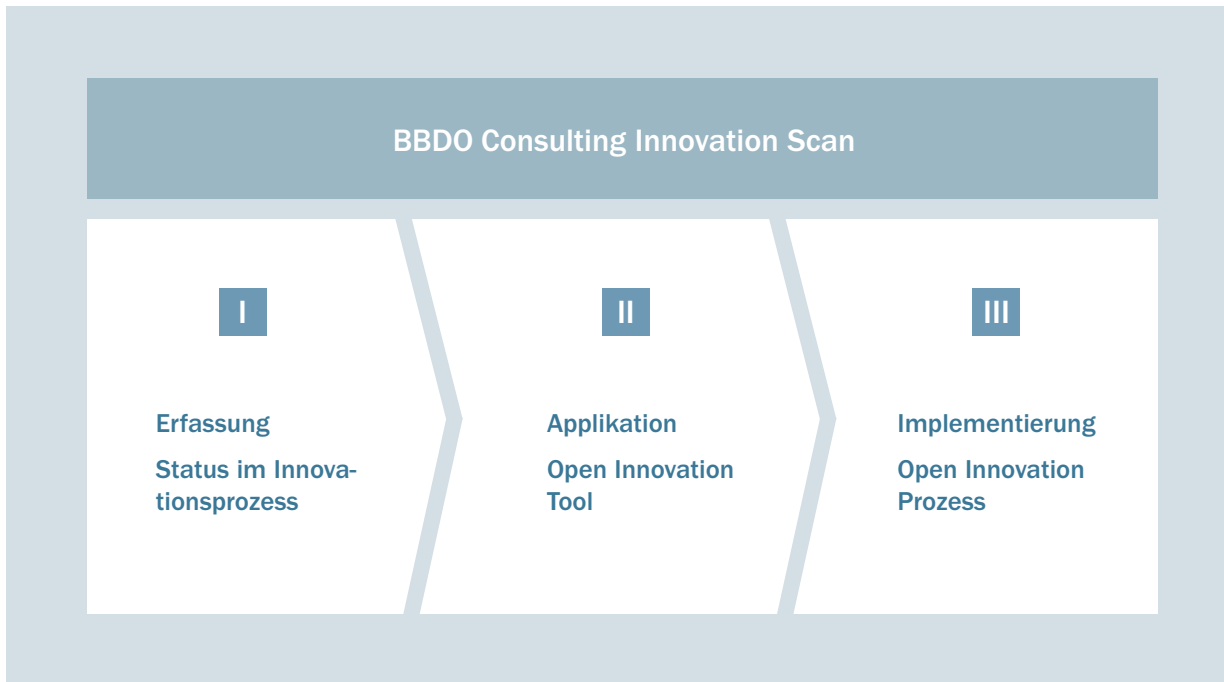 BBDO Consulting Innovation Scan
I
II
III
Erfassung
Status im Innova-
tionsprozess
Applikation
Open Innovation
Tool
Implementierung
Open Innovation
Prozess